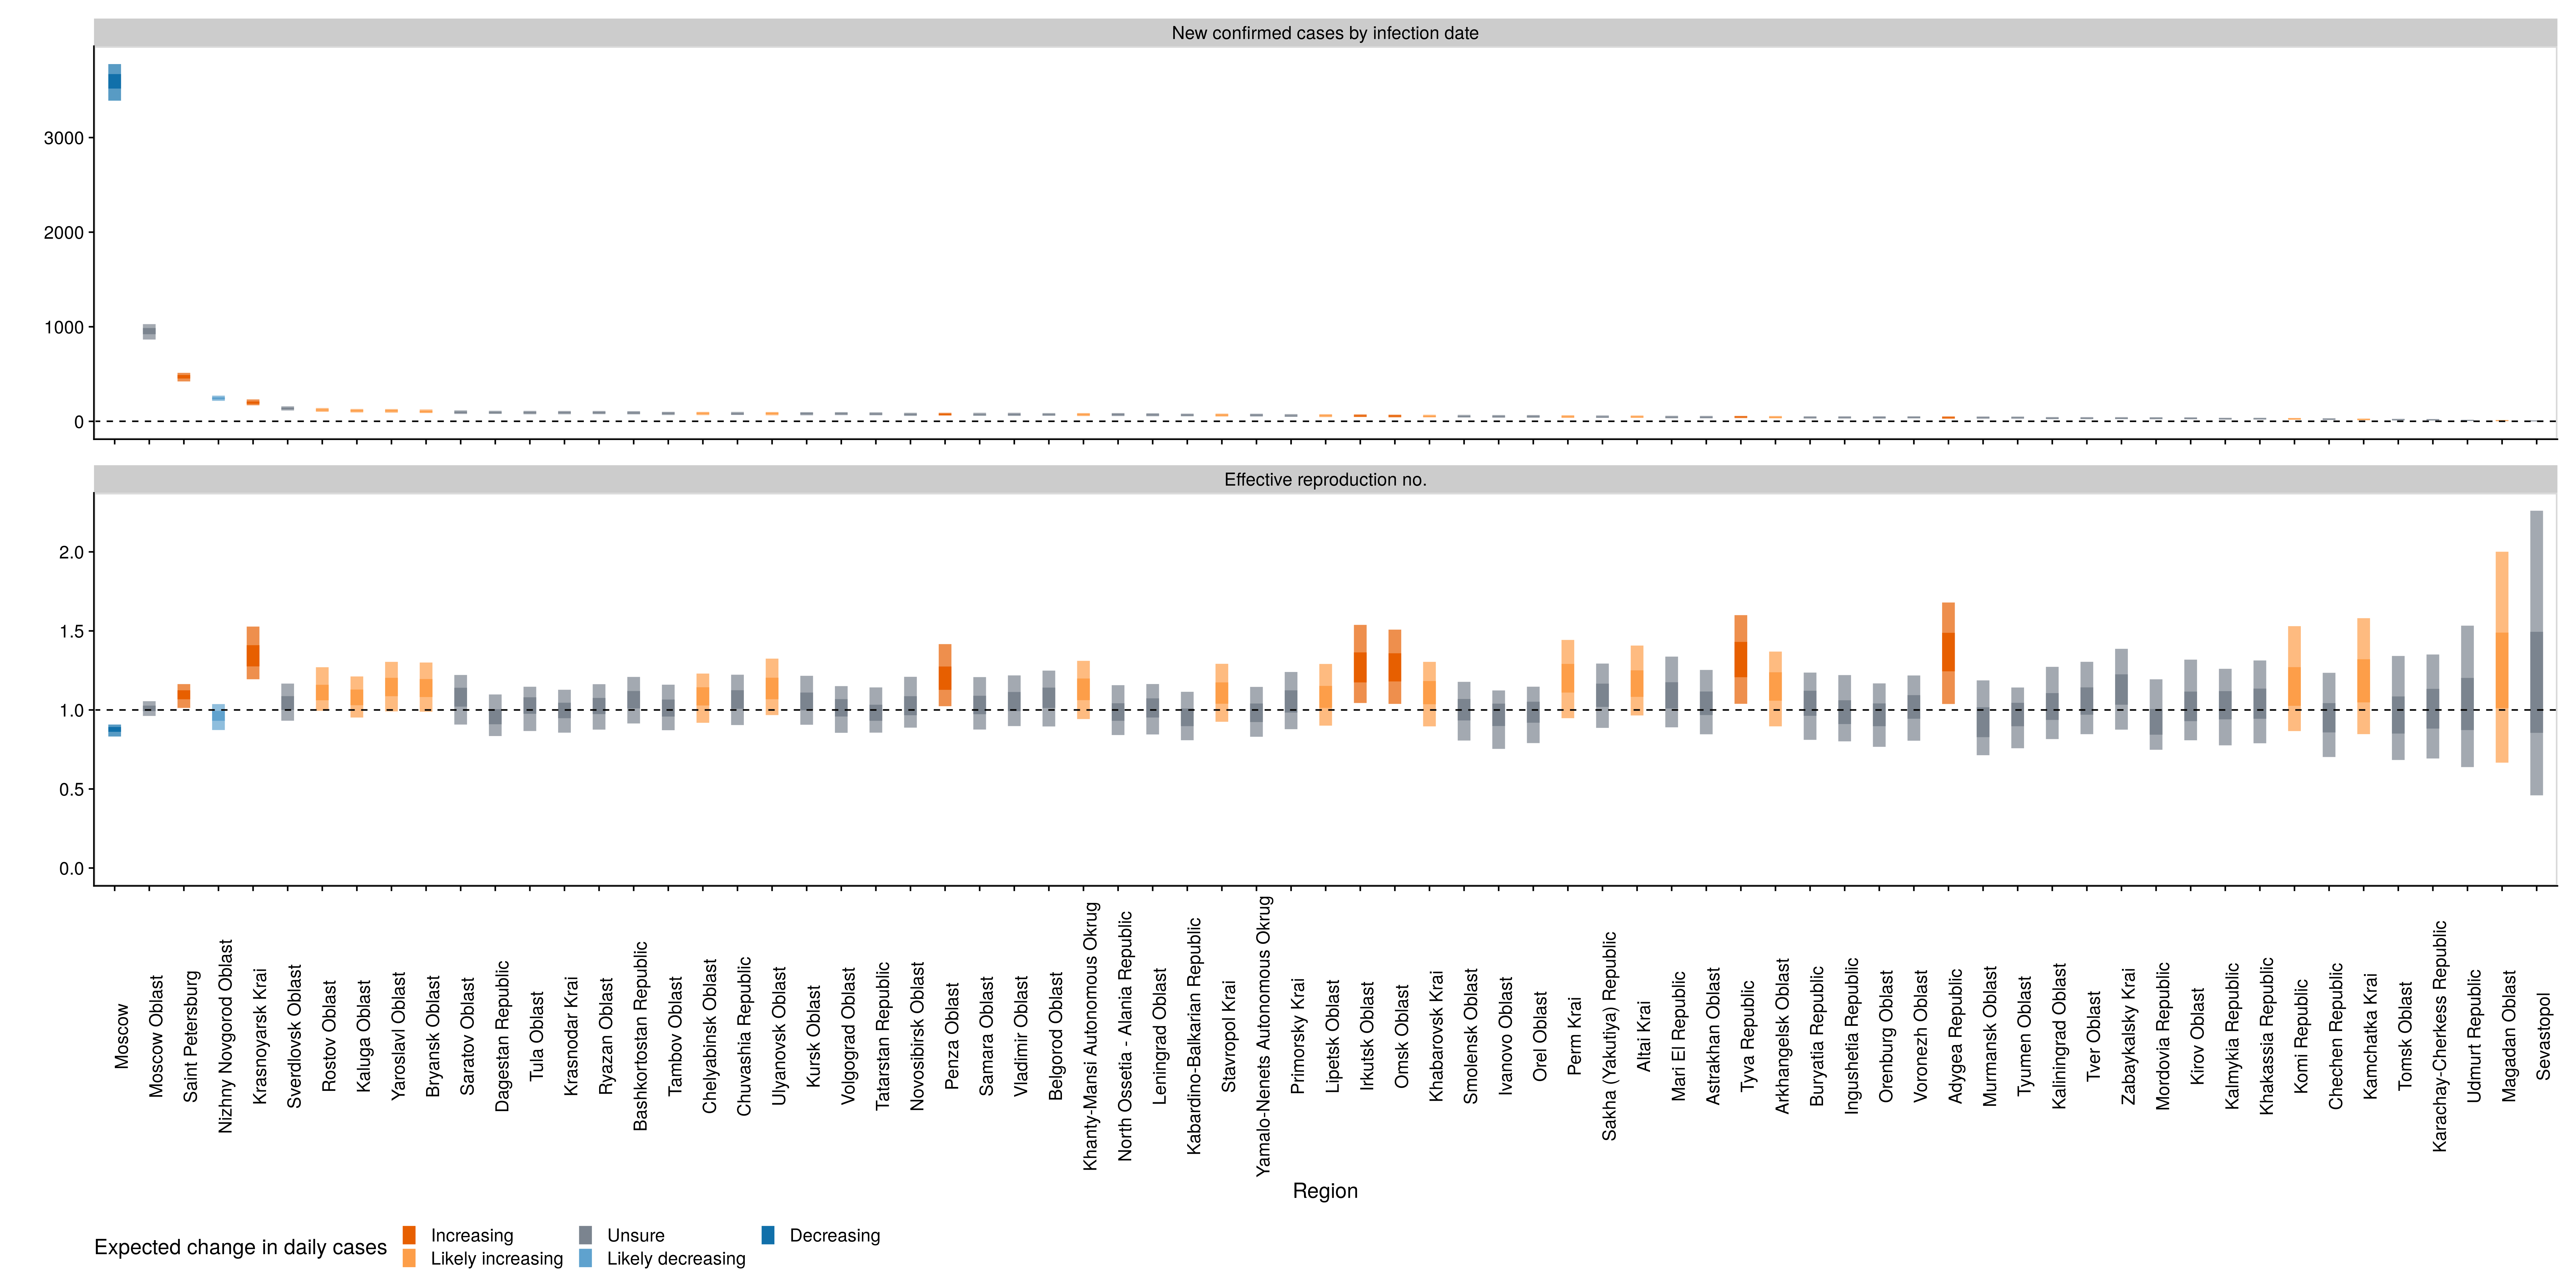 New confirmed cases by infection date
3000
2000
1000
0
Effective reproduction no.
2.0
1.5
1.0
0.5
0.0
Moscow
Moscow Oblast
Saint Petersburg
Nizhny Novgorod Oblast
Krasnoyarsk Krai
Sverdlovsk Oblast
Rostov Oblast
Kaluga Oblast
Yaroslavl Oblast
Bryansk Oblast
Saratov Oblast
Dagestan Republic
Tula Oblast
Krasnodar Krai
Ryazan Oblast
Bashkortostan Republic
Tambov Oblast
Chelyabinsk Oblast
Chuvashia Republic
Ulyanovsk Oblast
Kursk Oblast
Volgograd Oblast
Tatarstan Republic
Novosibirsk Oblast
Penza Oblast
Samara Oblast
Vladimir Oblast
Belgorod Oblast
Khanty-Mansi Autonomous Okrug
North Ossetia - Alania Republic
Leningrad Oblast
Kabardino-Balkarian Republic
Stavropol Krai
Yamalo-Nenets Autonomous Okrug
Primorsky Krai
Lipetsk Oblast
Irkutsk Oblast
Omsk Oblast
Khabarovsk Krai
Smolensk Oblast
Ivanovo Oblast
Orel Oblast
Perm Krai
Sakha (Yakutiya) Republic
Altai Krai
Mari El Republic
Astrakhan Oblast
Tyva Republic
Arkhangelsk Oblast
Buryatia Republic
Ingushetia Republic
Orenburg Oblast
Voronezh Oblast
Adygea Republic
Murmansk Oblast
Tyumen Oblast
Kaliningrad Oblast
Tver Oblast
Zabaykalsky Krai
Mordovia Republic
Kirov Oblast
Kalmykia Republic
Khakassia Republic
Komi Republic
Chechen Republic
Kamchatka Krai
Tomsk Oblast
Karachay-Cherkess Republic
Udmurt Republic
Magadan Oblast
Sevastopol
Region
Expected change in daily cases
Increasing
Unsure
Decreasing
Likely increasing
Likely decreasing